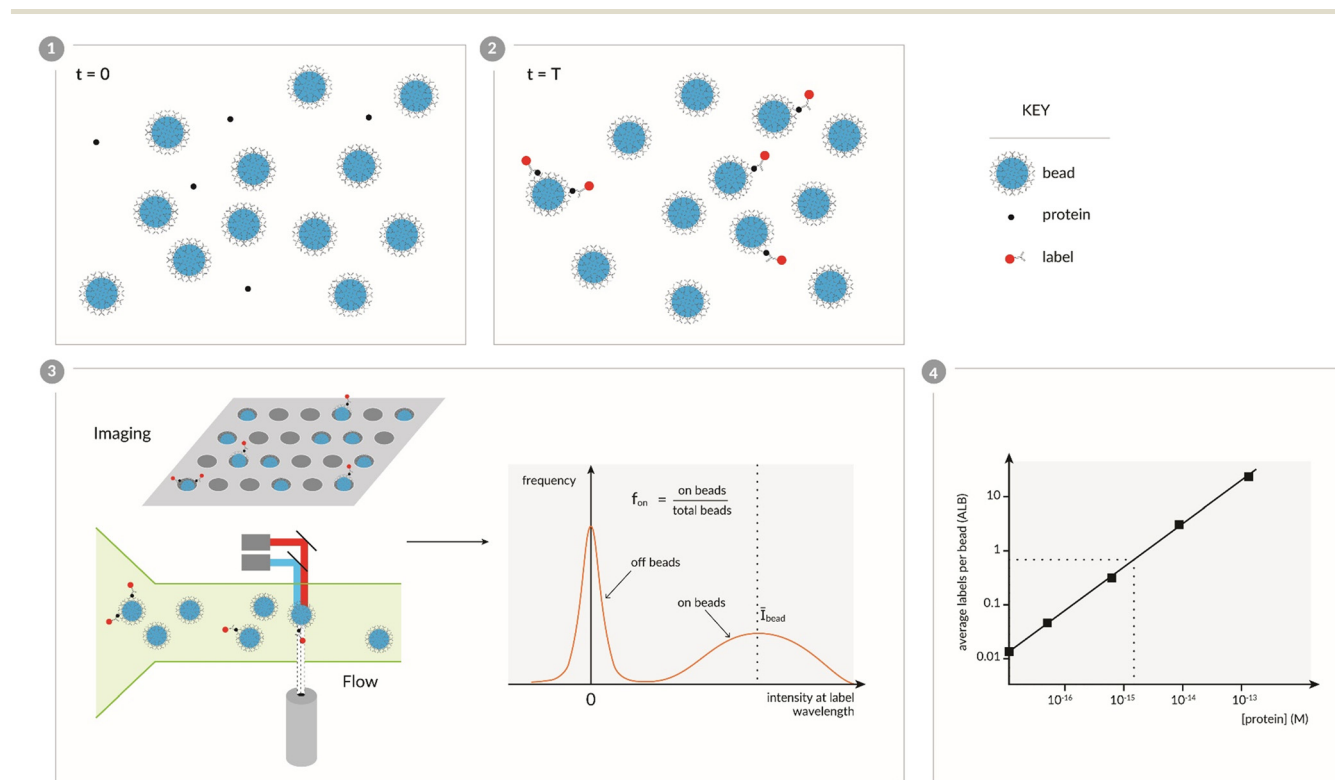 1
t = 0
2
t = T
KEY
bead
protein
label
3
Imaging
Flow
frequency
f_on = on beads / total beads
off beads
on beads
Ī_bead
0
intensity at label
wavelength
4
average labels per bead (ALB)
10
1
0.1
0.01
10⁻¹⁶
10⁻¹⁵
10⁻¹⁴
10⁻¹³
[protein] (M)